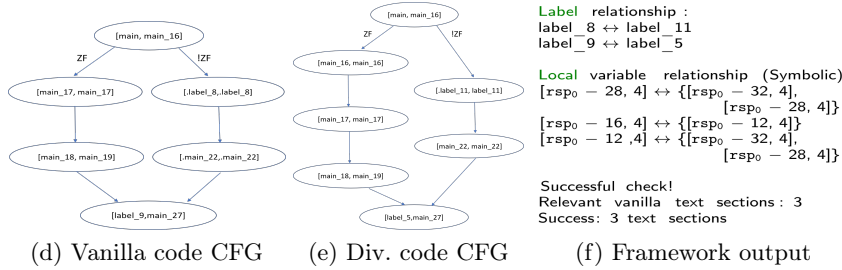 [main, main_16]
ZF
!ZF
[main_17, main_17]
[.label_8,.label_8]
[main_18, main_19]
[.main_22,.main_22]
[label_9,main_27]
(d) Vanilla code CFG
[main, main_16]
ZF
!ZF
[main_16, main_16]
[.label_11, label_11]
[main_17, main_17]
[main_22, main_22]
[main_18, main_19]
[label_5,main_27]
(e) Div. code CFG
Label relationship :
label_8 ↔ label_11
label_9 ↔ label_5
Local variable relationship (Symbolic)
[rsp₀ − 28, 4] ↔ {[rsp₀ − 32, 4],
[rsp₀ − 28, 4]}
[rsp₀ − 16, 4] ↔ {[rsp₀ − 12, 4]}
[rsp₀ − 12 ,4] ↔ {[rsp₀ − 32, 4],
[rsp₀ − 28, 4]}
Successful check!
Relevant vanilla text sections : 3
Success: 3 text sections
(f) Framework output